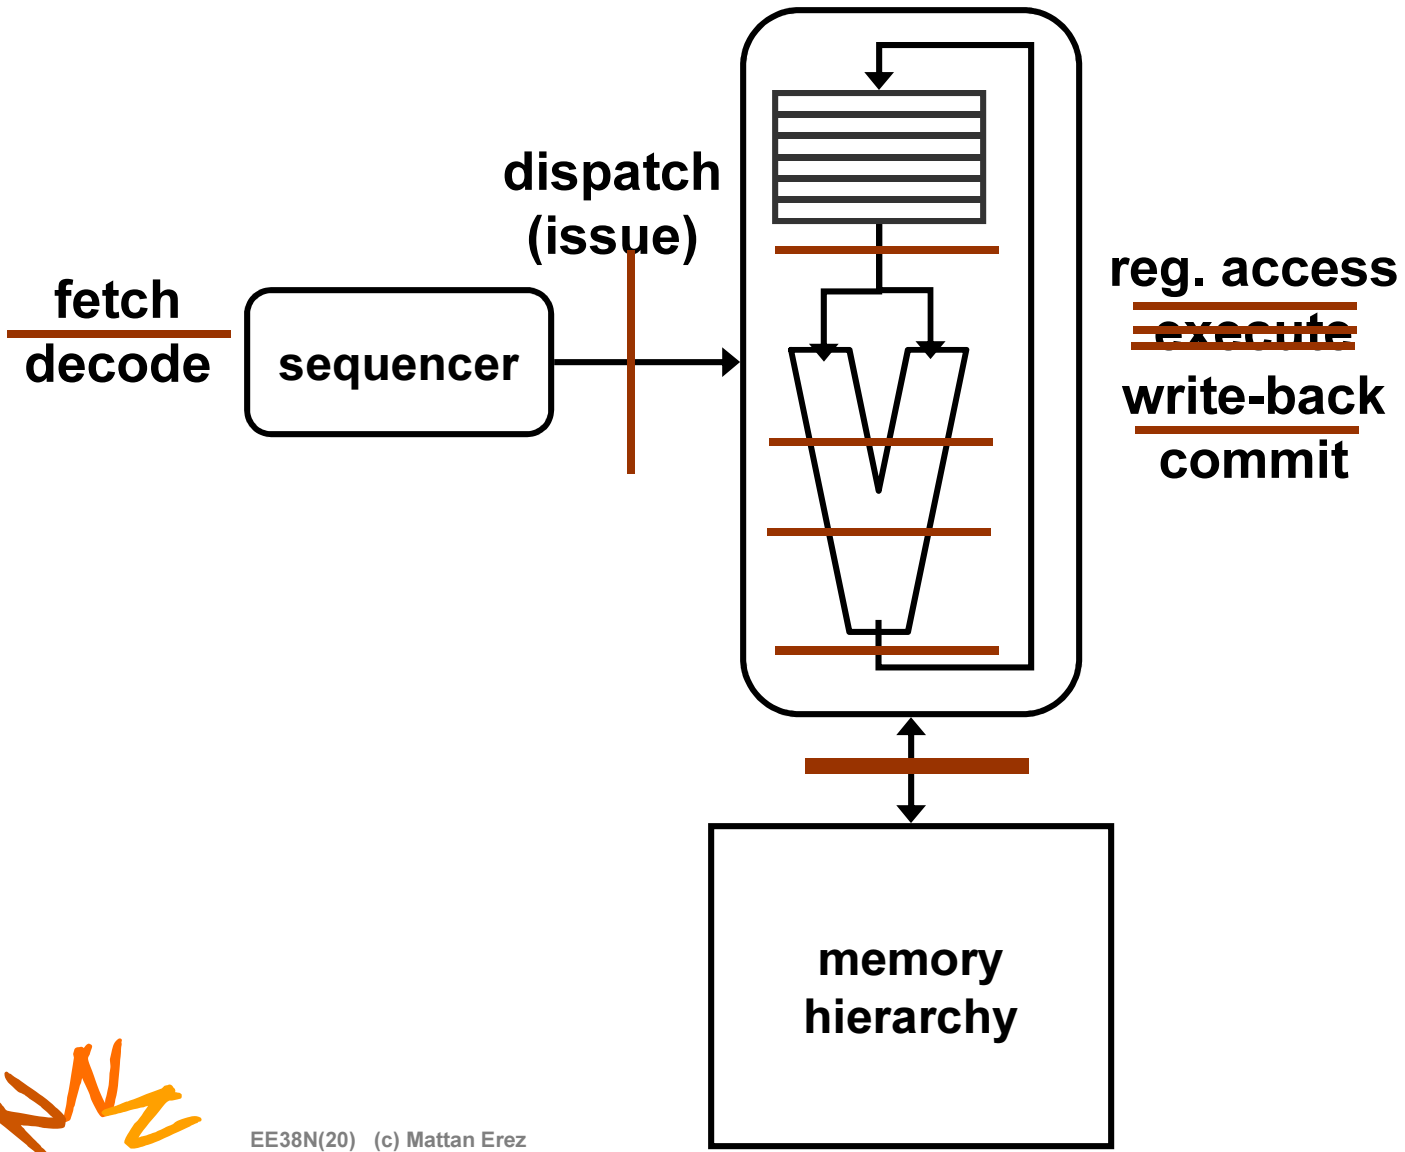 dispatch
(issue)
fetch
decode
sequencer
reg. access
execute
write-back
commit
memory
hierarchy
EE38N(20) (c) Mattan Erez